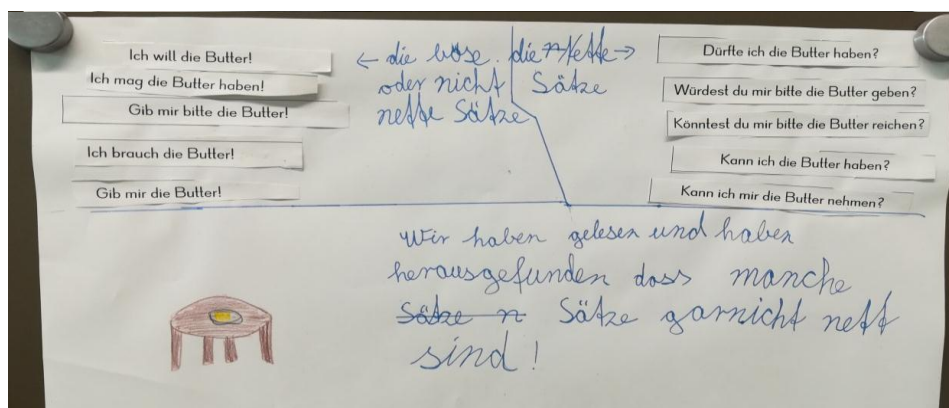 Ich will die Butter!
Ich mag die Butter haben!
Gib mir bitte die Butter!
Ich brauch die Butter!
Gib mir die Butter!
← die böse
oder nicht
nette Sätze
die nette →
Sätze
Dürfte ich die Butter haben?
Würdest du mir bitte die Butter geben?
Könntest du mir bitte die Butter reichen?
Kann ich die Butter haben?
Kann ich mir die Butter nehmen?
Wir haben gelesen und haben
herausgefunden dass manche
Sätze n Sätze garnicht nett
sind!